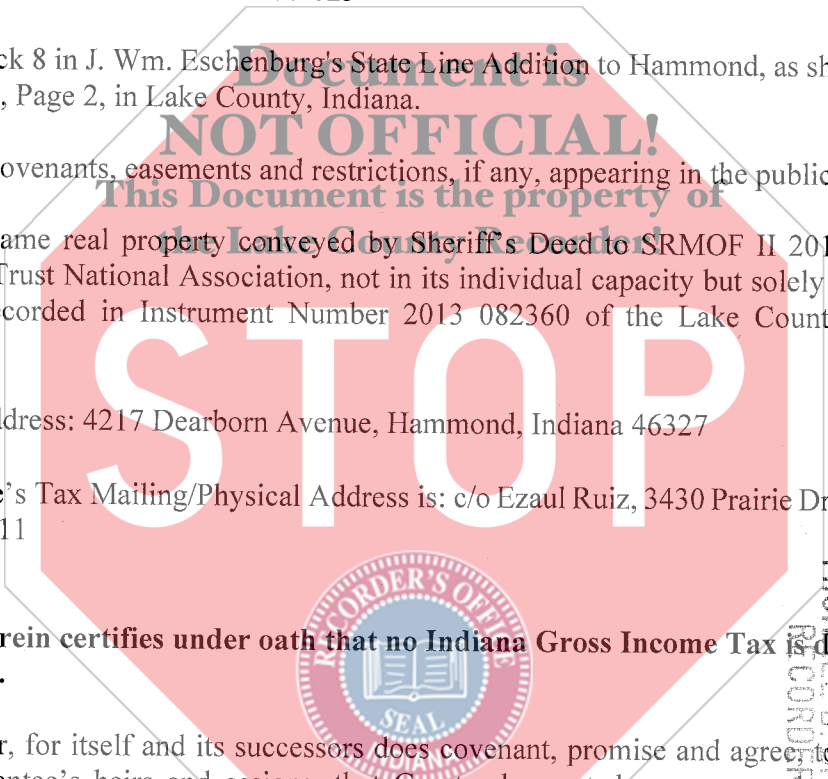 ck 8 in J. Wm. Eschenburg's State Line Addition to Hammond, as sh
Document is
, Page 2, in Lake County, Indiana.
NOT OFFICIAL!
ovenants, easements and restrictions, if any, appearing in the public
This Document is the property of
the Lake County Recorder!
ame real property conveyed by Sheriff's Deed to SRMOF II 201
Trust National Association, not in its individual capacity but solely
corded in Instrument Number 2013 082360 of the Lake Count
STOP
ddress: 4217 Dearborn Avenue, Hammond, Indiana 46327
e's Tax Mailing/Physical Address is: c/o Ezaul Ruiz, 3430 Prairie Dr
11
RECORDER'S OFFICE
rein certifies under oath that no Indiana Gross Income Tax is d
.
RECORDER
SEAL
INDIANA
r, for itself and its successors does covenant, promise and agree, to